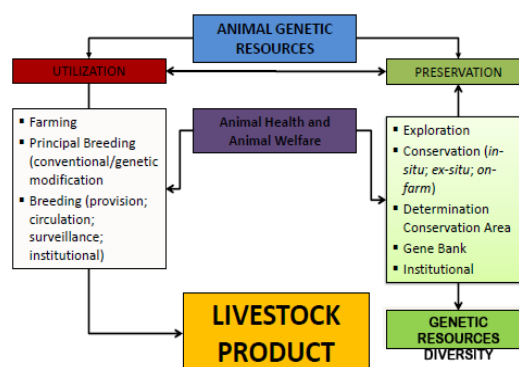 ANIMAL GENETIC
RESOURCES
UTILIZATION
PRESERVATION
▪ Farming
▪ Principal Breeding
(conventional/genetic
modification
▪ Breeding (provision;
circulation;
surveillance;
institutional)
Animal Health and
Animal Welfare
▪ Exploration
▪ Conservation (in-
situ; ex-situ; on-
farm)
▪ Determination
Conservation Area
▪ Gene Bank
▪ Institutional
LIVESTOCK
PRODUCT
GENETIC
RESOURCES
DIVERSITY